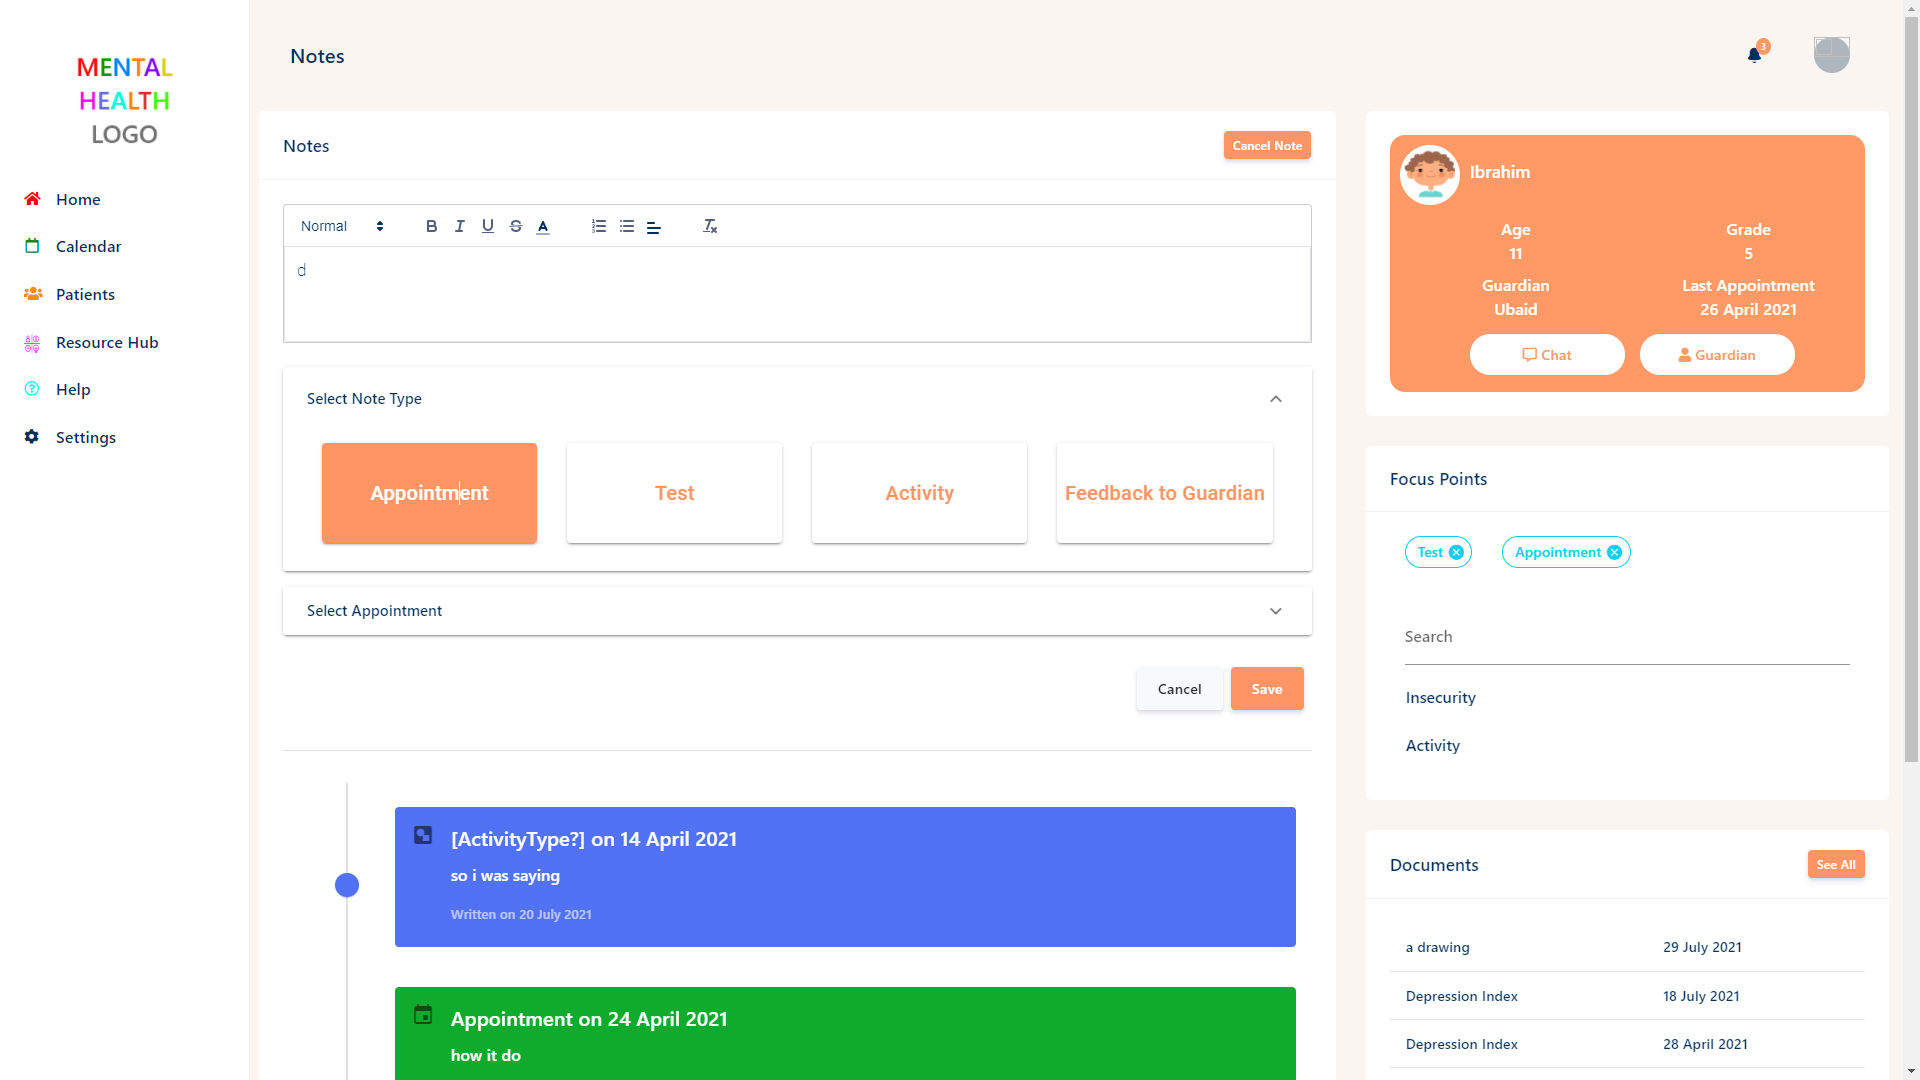 MENTAL
HEALTH
LOGO
Home
Calendar
Patients
Resource Hub
Help
Settings
Notes
3
Notes
Cancel Note
Normal
d
Select Note Type
Appointment
Test
Activity
Feedback to Guardian
Select Appointment
Cancel
Save
[ActivityType?] on 14 April 2021
so i was saying
Written on 20 July 2021
Appointment on 24 April 2021
how it do
Ibrahim
Age
11
Grade
5
Guardian
Ubaid
Last Appointment
26 April 2021
Chat
Guardian
Focus Points
Test
Appointment
Search
Insecurity
Activity
Documents
See All
a drawing 29 July 2021
Depression Index 18 July 2021
Depression Index 28 April 2021